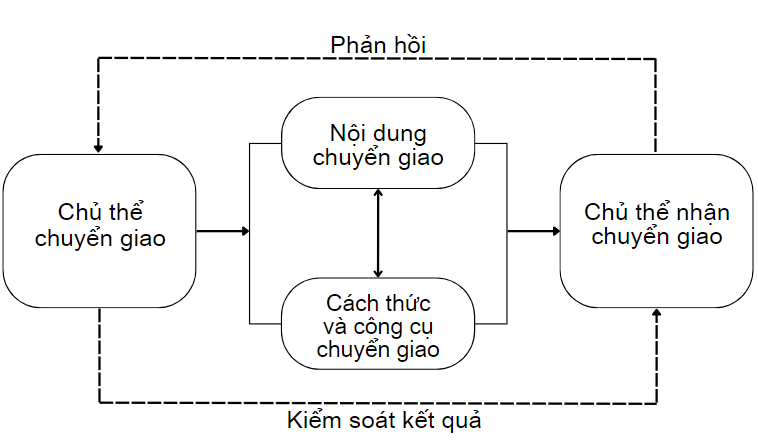 Phản hồi
Nội dung
chuyển giao
Chủ thể
chuyển giao
Chủ thể nhận
chuyển giao
Cách thức
và công cụ
chuyển giao
Kiểm soát kết quả